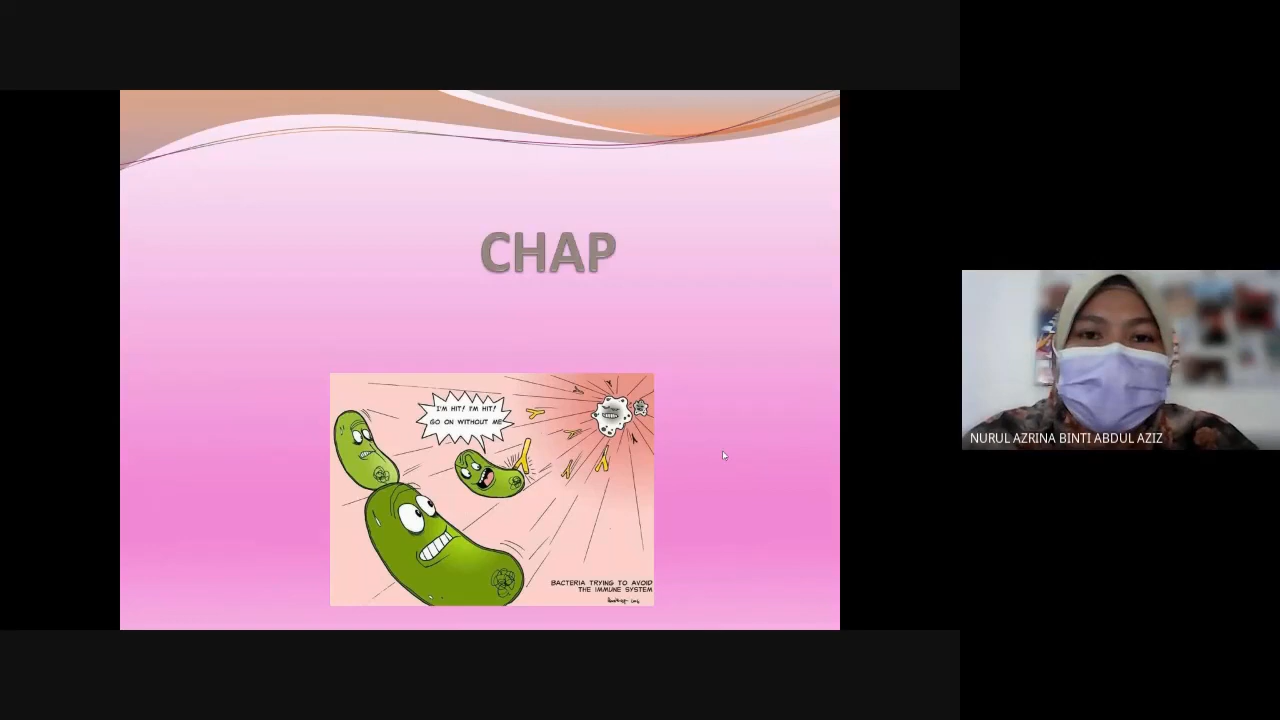 CHAP
I'M HIT! I'M HIT!
GO ON WITHOUT ME
BACTERIA TRYING TO AVOID
THE IMMUNE SYSTEM
NURUL AZRINA BINTI ABDUL AZIZ